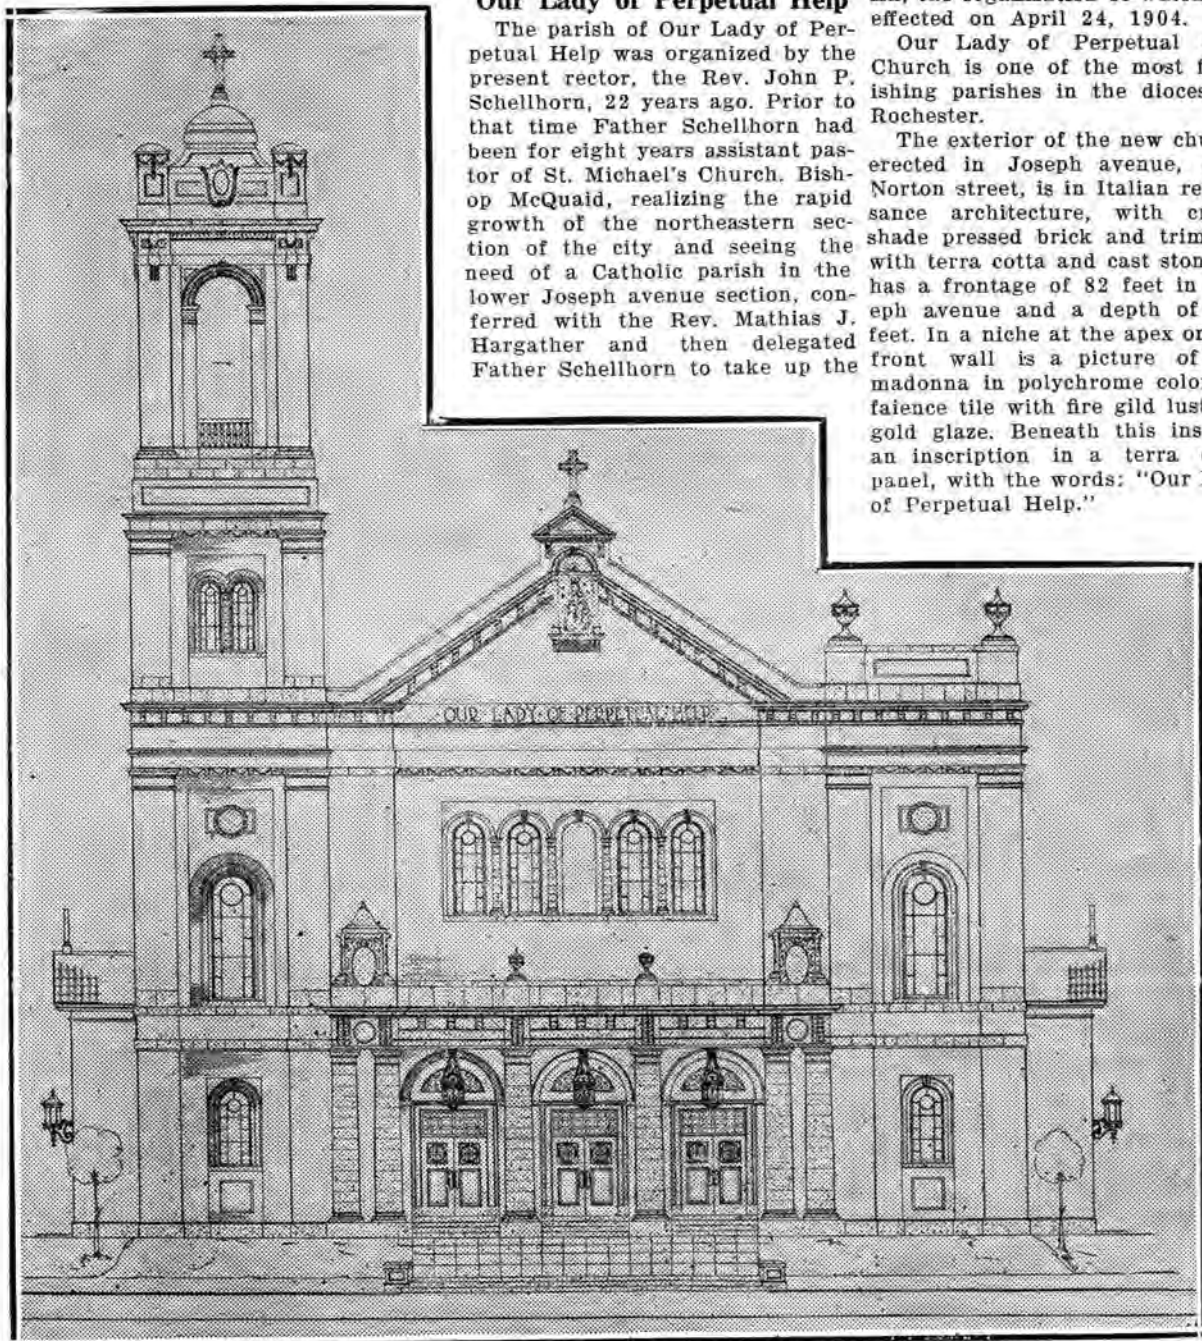 Our Lady of Perpetual Help
The parish of Our Lady of Per-
petual Help was organized by the
present rector, the Rev. John P.
Schellhorn, 22 years ago. Prior to
that time Father Schellhorn had
been for eight years assistant pas-
tor of St. Michael's Church. Bish-
op McQuaid, realizing the rapid
growth of the northeastern sec-
tion of the city and seeing the
need of a Catholic parish in the
lower Joseph avenue section, con-
ferred with the Rev. Mathias J.
Hargather and then delegated
Father Schellhorn to take up the
effected on April 24, 1904.
Our Lady of Perpetual
Church is one of the most f
ishing parishes in the dioces
Rochester.
The exterior of the new chu
erected in Joseph avenue,
Norton street, is in Italian re
sance architecture, with c
shade pressed brick and trim
with terra cotta and cast ston
has a frontage of 82 feet in
eph avenue and a depth of
feet. In a niche at the apex on
front wall is a picture of
madonna in polychrome colo
faience tile with fire gild lust
gold glaze. Beneath this ins
an inscription in a terra
panel, with the words: "Our
of Perpetual Help."
OUR LADY·OF·PERPETUAL·HELP